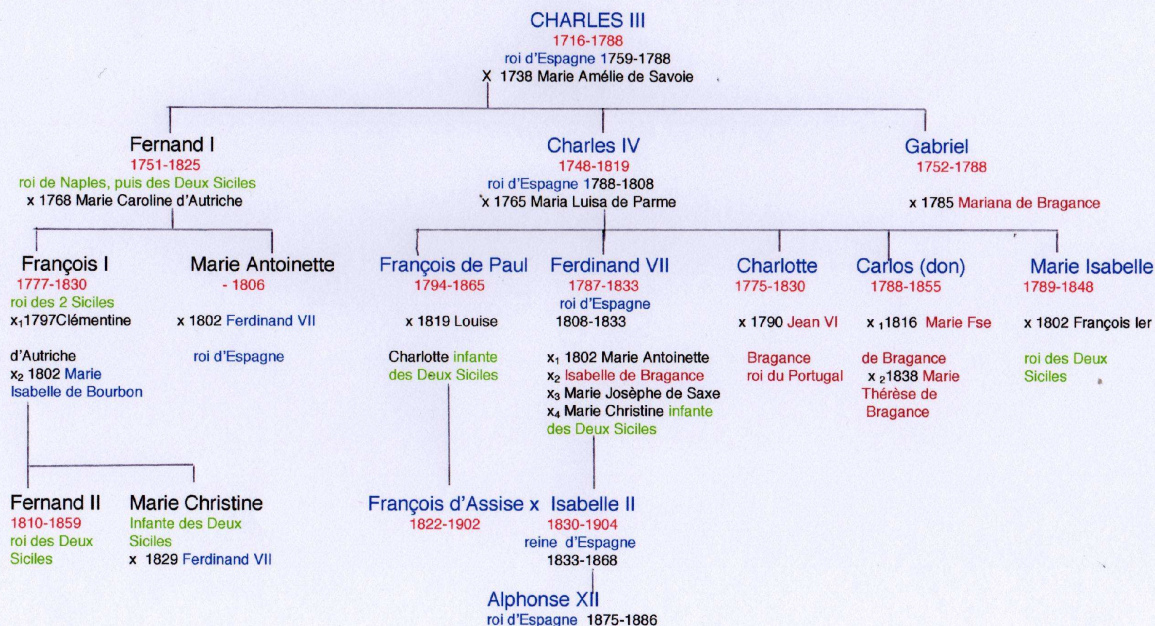 CHARLES III
1716-1788
roi d'Espagne 1759-1788
X 1738 Marie Amélie de Savoie
Fernand I
1751-1825
roi de Naples, puis des Deux Siciles
x 1768 Marie Caroline d'Autriche
Charles IV
1748-1819
roi d'Espagne 1788-1808
x 1765 Maria Luisa de Parme
Gabriel
1752-1788
x 1785 Mariana de Bragance
François I
1777-1830
roi des 2 Siciles
x₁1797Clémentine
d'Autriche
x₂ 1802 Marie
Isabelle de Bourbon
Marie Antoinette
- 1806
x 1802 Ferdinand VII
roi d'Espagne
François de Paul
1794-1865
x 1819 Louise
Charlotte infante
des Deux Siciles
Ferdinand VII
1787-1833
roi d'Espagne
1808-1833
x₁ 1802 Marie Antoinette
x₂ Isabelle de Bragance
x₃ Marie Josèphe de Saxe
x₄ Marie Christine infante
des Deux Siciles
Charlotte
1775-1830
x 1790 Jean VI
Bragance
roi du Portugal
Carlos (don)
1788-1855
x ₁1816 Marie Fse
de Bragance
x ₂1838 Marie
Thérèse de
Bragance
Marie Isabelle
1789-1848
x 1802 François Ier
roi des Deux
Siciles
Fernand II
1810-1859
roi des Deux
Siciles
Marie Christine
Infante des Deux
Siciles
x 1829 Ferdinand VII
François d'Assise x Isabelle II
1822-1902
1830-1904
reine d'Espagne
1833-1868
Alphonse XII
roi d'Espagne 1875-1886